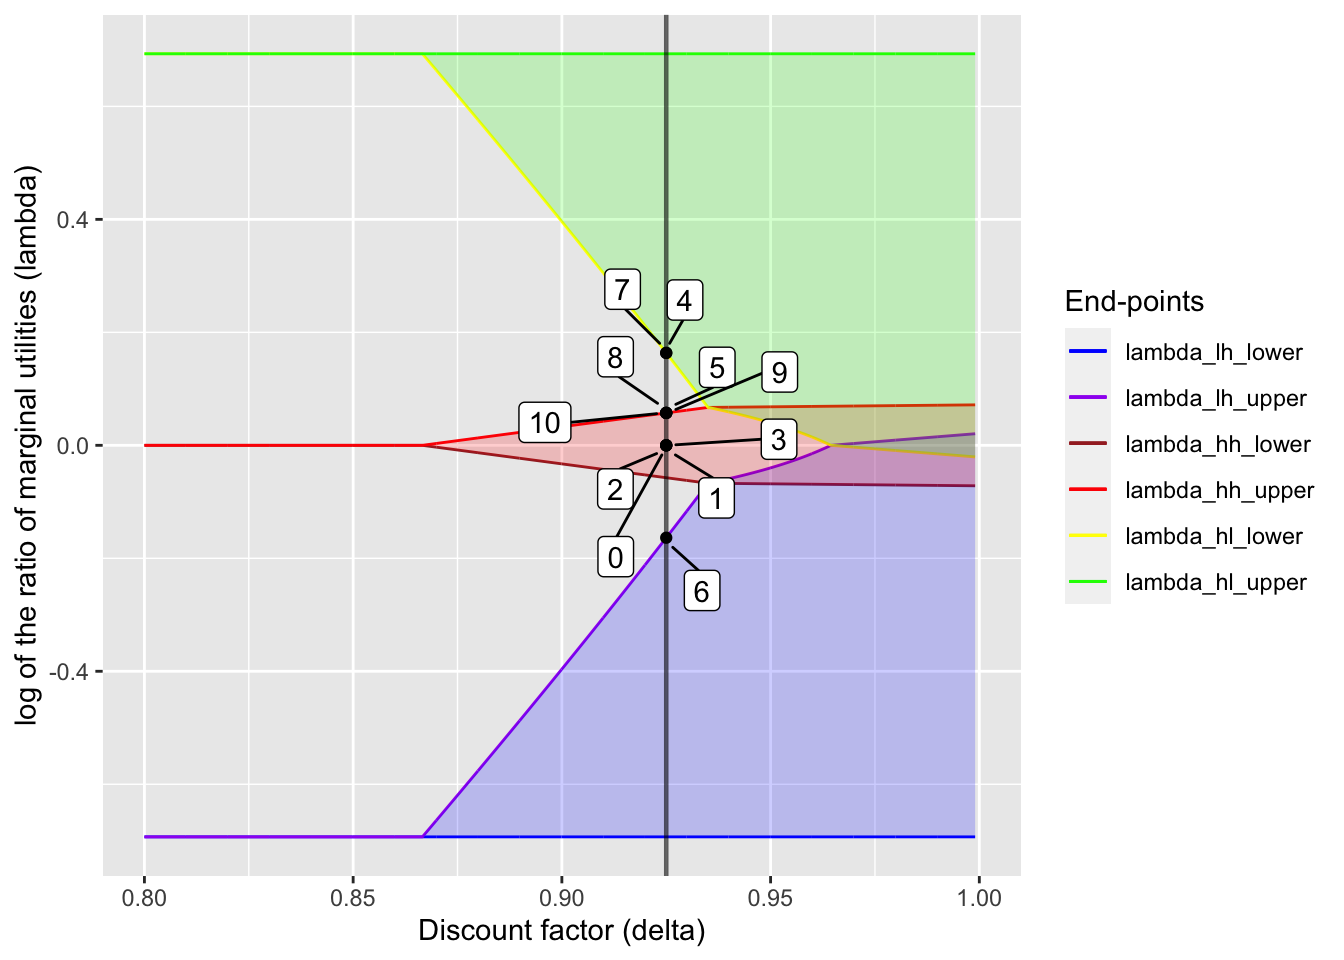 log of the ratio of marginal utilities (lambda)
0.4
0.0
-0.4
7
4
8
5
9
10
3
2
1
0
6
0.80
0.85
0.90
0.95
1.00
Discount factor (delta)
End-points
lambda_lh_lower
lambda_lh_upper
lambda_hh_lower
lambda_hh_upper
lambda_hl_lower
lambda_hl_upper